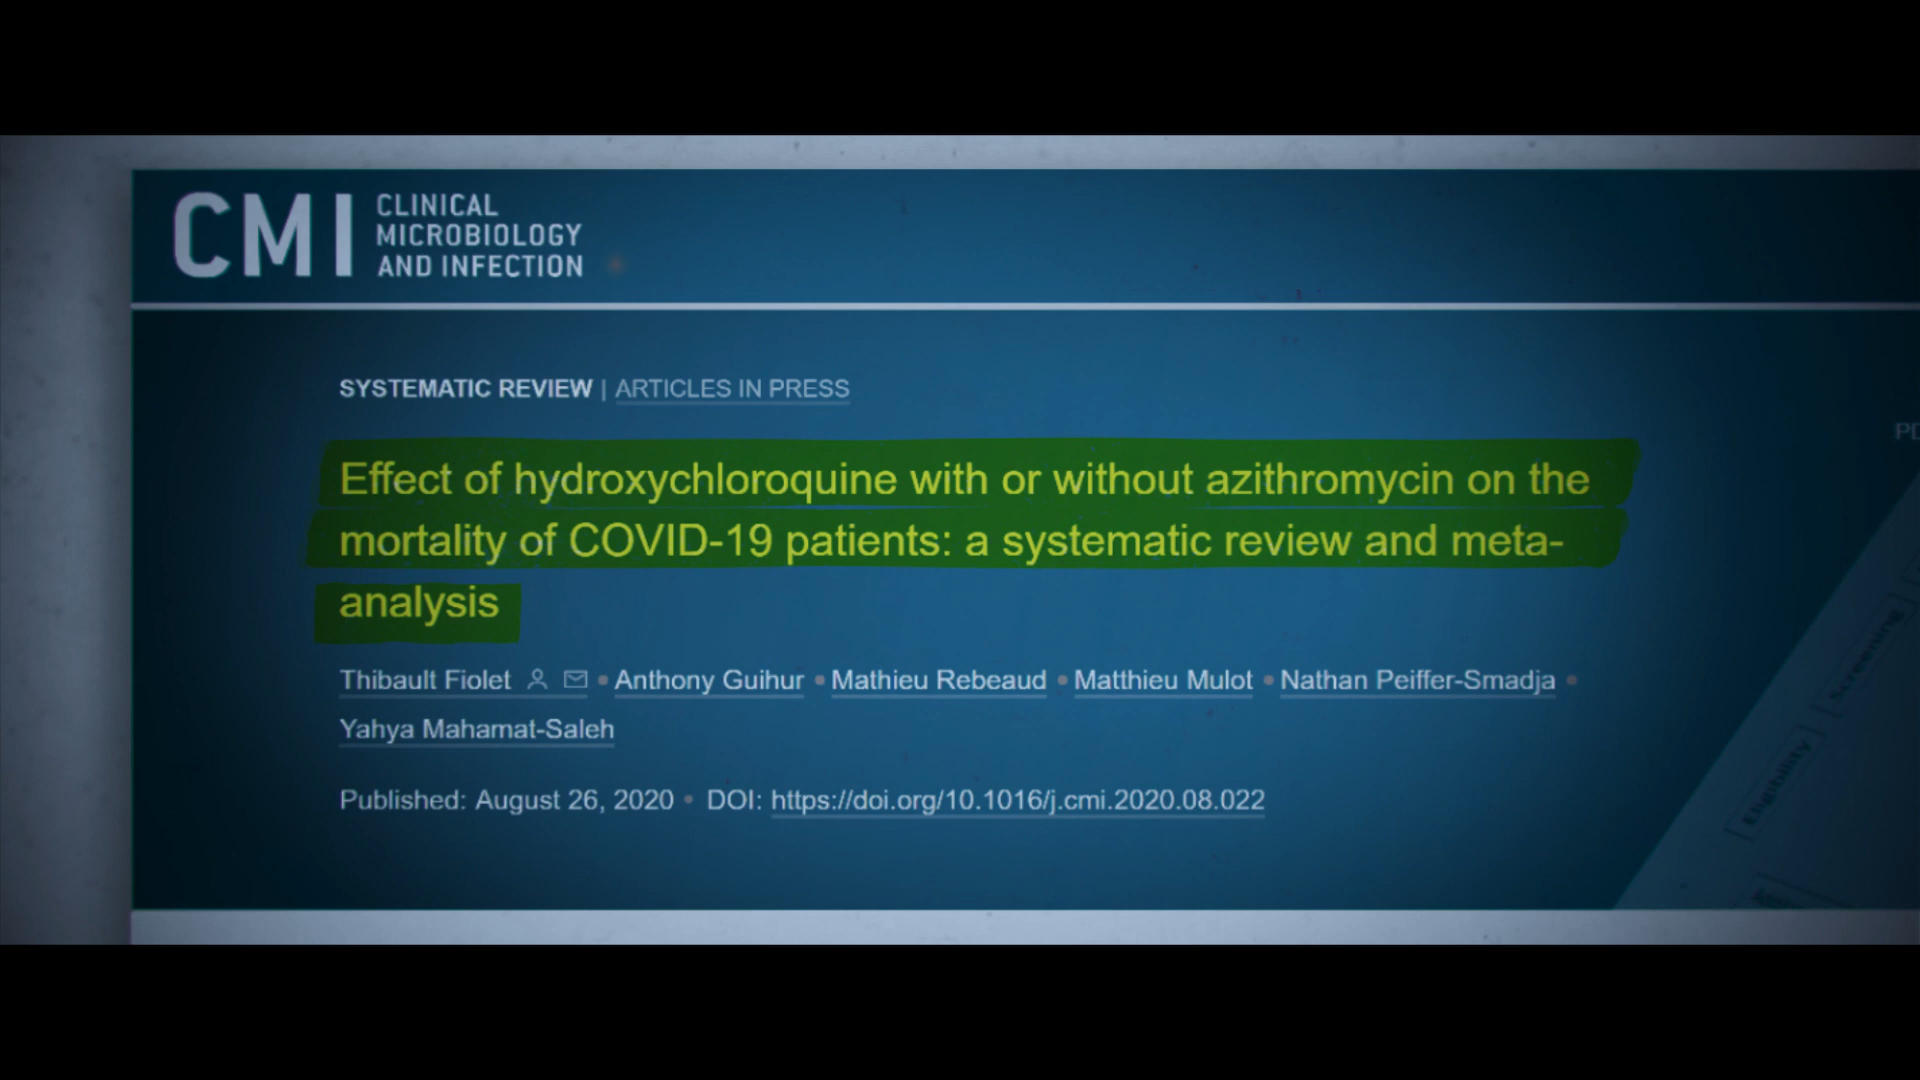 CMI CLINICAL
MICROBIOLOGY
AND INFECTION
SYSTEMATIC REVIEW | ARTICLES IN PRESS
Effect of hydroxychloroquine with or without azithromycin on the
mortality of COVID-19 patients: a systematic review and meta-
analysis
Thibault Fiolet • Anthony Guihur • Mathieu Rebeaud • Matthieu Mulot • Nathan Peiffer-Smadja •
Yahya Mahamat-Saleh
Published: August 26, 2020 • DOI: https://doi.org/10.1016/j.cmi.2020.08.022
Screening
Eligibility